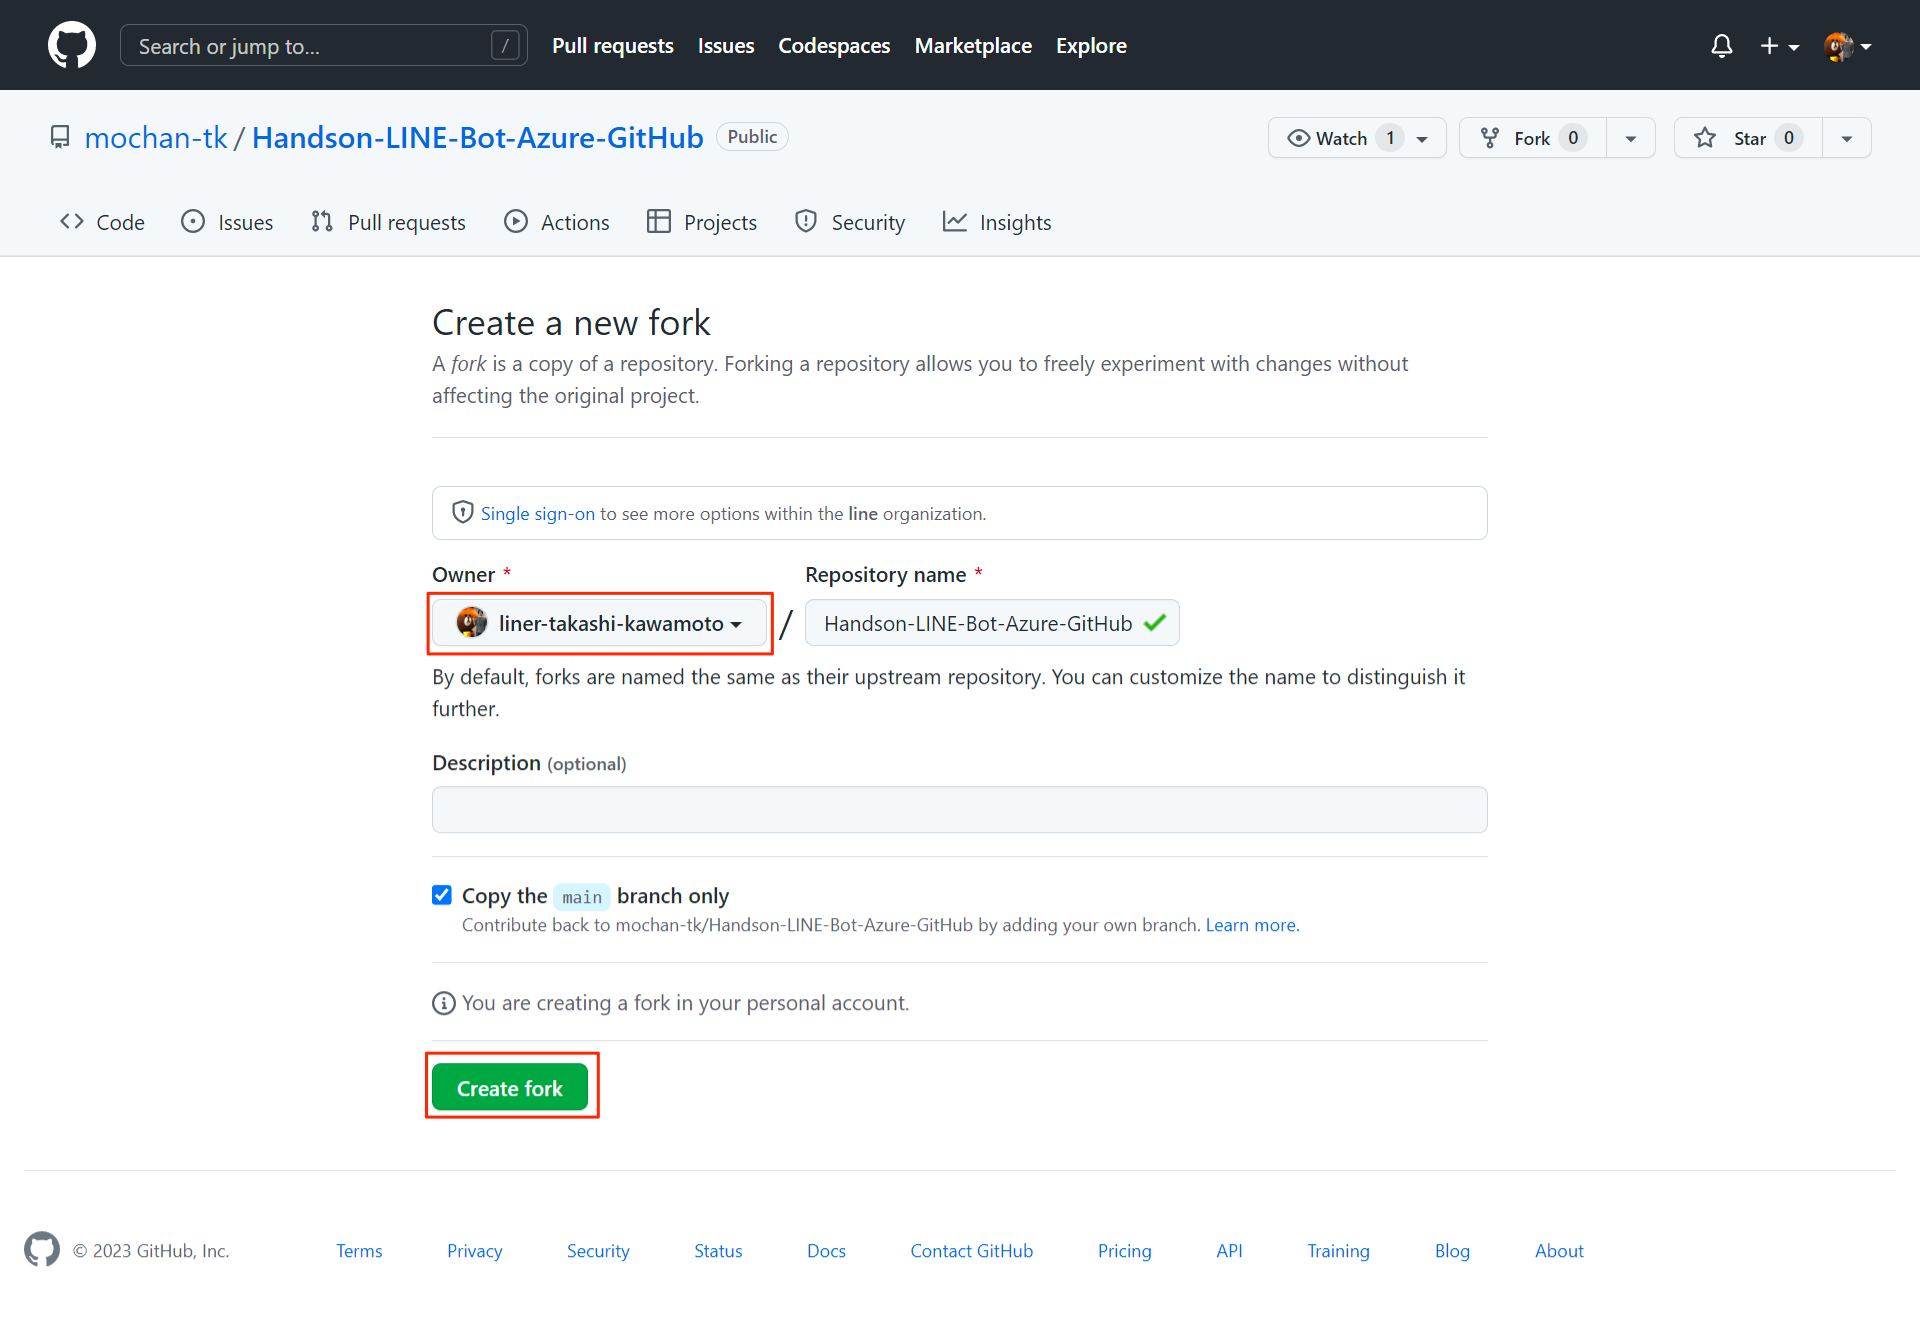 Search or jump to... /
Pull requests Issues Codespaces Marketplace Explore
mochan-tk / Handson-LINE-Bot-Azure-GitHub Public
Watch 1 Fork 0 Star 0
Code Issues Pull requests Actions Projects Security Insights
Create a new fork
A fork is a copy of a repository. Forking a repository allows you to freely experiment with changes without
affecting the original project.
Single sign-on to see more options within the line organization.
Owner * Repository name *
liner-takashi-kawamoto / Handson-LINE-Bot-Azure-GitHub
By default, forks are named the same as their upstream repository. You can customize the name to distinguish it
further.
Description (optional)
Copy the main branch only
Contribute back to mochan-tk/Handson-LINE-Bot-Azure-GitHub by adding your own branch. Learn more.
You are creating a fork in your personal account.
Create fork
© 2023 GitHub, Inc. Terms Privacy Security Status Docs Contact GitHub Pricing API Training Blog About